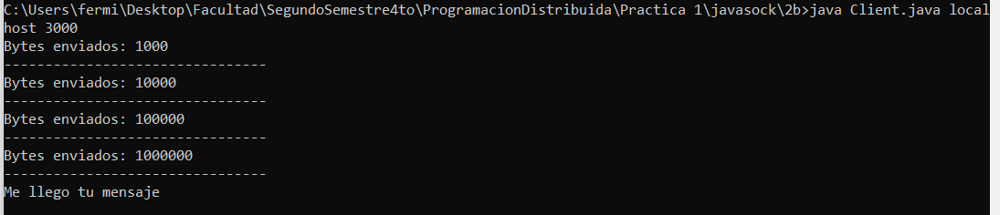 C:\Users\fermi\Desktop\Facultad\SegundoSemestre4to\ProgramacionDistribuida\Practica 1\javasock\2b>java Client.java local
host 3000
Bytes enviados: 1000
--------------------------------
Bytes enviados: 10000
--------------------------------
Bytes enviados: 100000
--------------------------------
Bytes enviados: 1000000
--------------------------------
Me llego tu mensaje